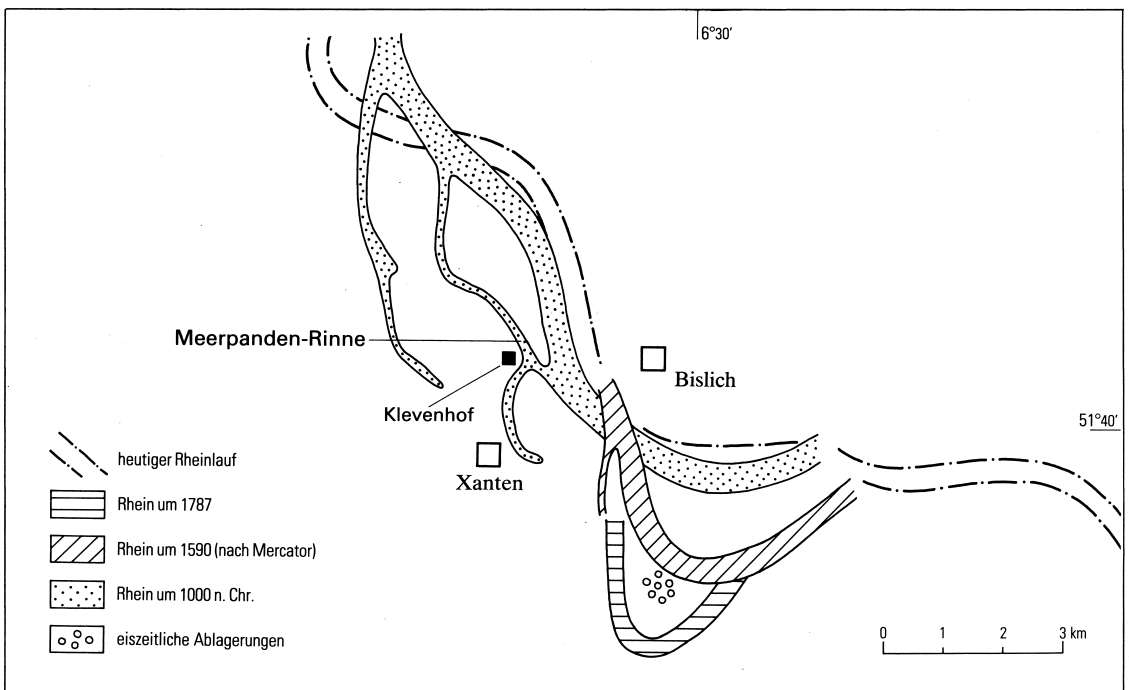 6°30′
Meerpanden-Rinne
Klevenhof
Bislich
Xanten
51°40′
heutiger Rheinlauf
Rhein um 1787
Rhein um 1590 (nach Mercator)
Rhein um 1000 n. Chr.
eiszeitliche Ablagerungen
0 1 2 3 km